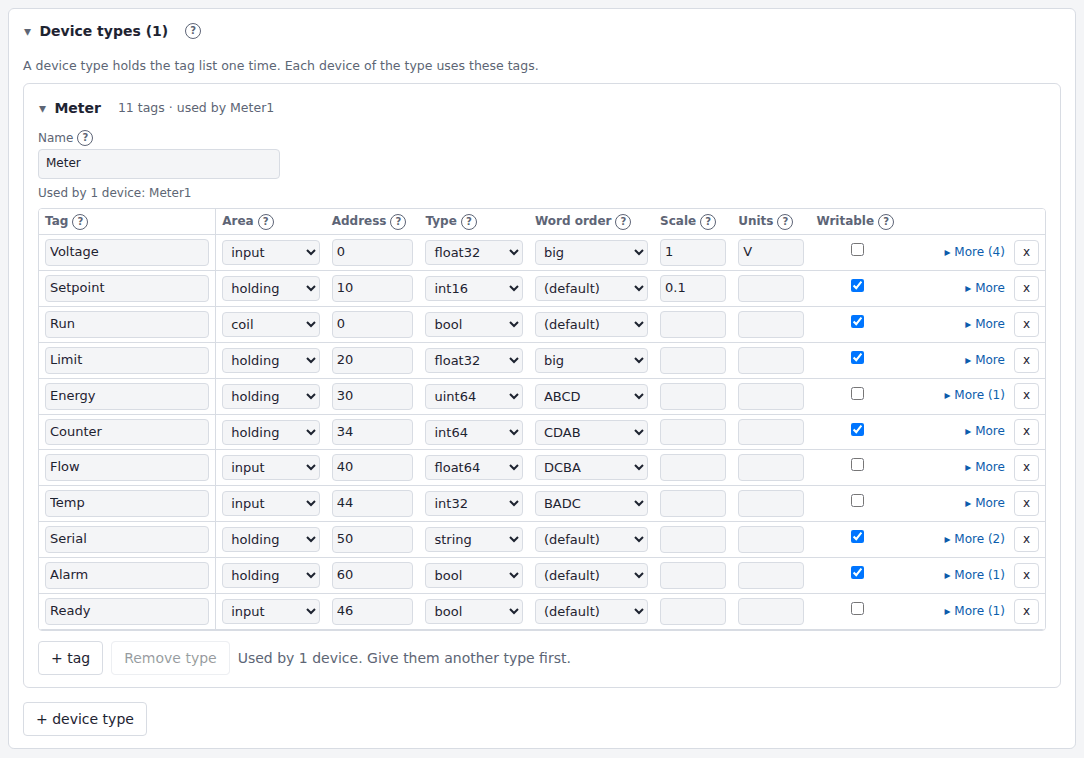 ▾ Device types (1) ?
A device type holds the tag list one time. Each device of the type uses these tags.
▾ Meter 11 tags · used by Meter1
Name ?
Meter
Used by 1 device: Meter1
Tag ? Area ? Address ? Type ? Word order ? Scale ? Units ? Writable ?
Voltage input 0 float32 big 1 V ▸ More (4) x
Setpoint holding 10 int16 (default) 0.1 ▸ More x
Run coil 0 bool (default) ▸ More x
Limit holding 20 float32 big ▸ More x
Energy holding 30 uint64 ABCD ▸ More (1) x
Counter holding 34 int64 CDAB ▸ More x
Flow input 40 float64 DCBA ▸ More x
Temp input 44 int32 BADC ▸ More x
Serial holding 50 string (default) ▸ More (2) x
Alarm holding 60 bool (default) ▸ More (1) x
Ready input 46 bool (default) ▸ More (1) x
+ tag Remove type Used by 1 device. Give them another type first.
+ device type